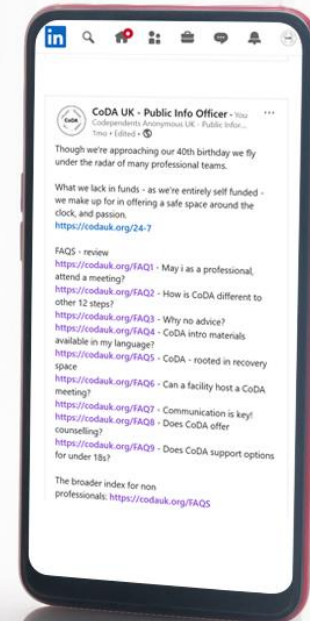 in
CoDA
CoDA UK - Public Info Officer • You
Codependents Anonymous UK - Public Infor...
1mo • Edited •
Though we're approaching our 40th birthday we fly
under the radar of many professional teams.
What we lack in funds - as we're entirely self funded -
we make up for in offering a safe space around the
clock, and passion.
https://codauk.org/24-7
FAQS - review
https://codauk.org/FAQ1 - May i as a professional,
attend a meeting?
https://codauk.org/FAQ2 - How is CoDA different to
other 12 steps?
https://codauk.org/FAQ3 - Why no advice?
https://codauk.org/FAQ4 - CoDA intro materials
available in my language?
https://codauk.org/FAQ5 - CoDA - rooted in recovery
space
https://codauk.org/FAQ6 - Can a facility host a CoDA
meeting?
https://codauk.org/FAQ7 - Communication is key!
https://codauk.org/FAQ8 - Does CoDA offer
counselling?
https://codauk.org/FAQ9 - Does CoDA support options
for under 18s?
The broader index for non
professionals: https://codauk.org/FAQS